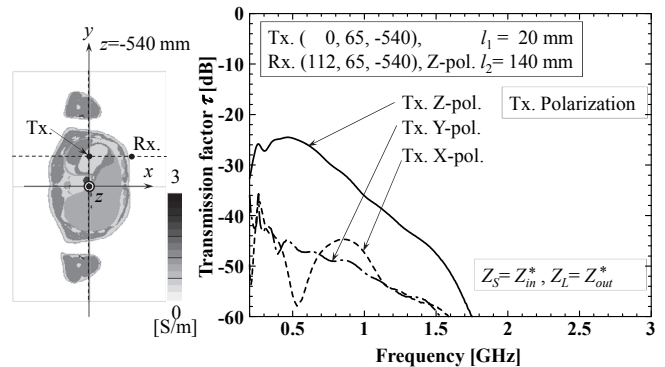 y
z=-540 mm
Tx.
Rx.
x
z
3
0
[S/m]
Transmission factor τ [dB]
0
-10
-20
-30
-40
-50
-60
Tx. ( 0, 65, -540), l1 = 20 mm
Rx. (112, 65, -540), Z-pol. l2= 140 mm
Tx. Z-pol.
Tx. Y-pol.
Tx. X-pol.
Tx. Polarization
ZS= Z*in , ZL= Z*out
0.5 1 1.5 2 2.5 3
Frequency [GHz]